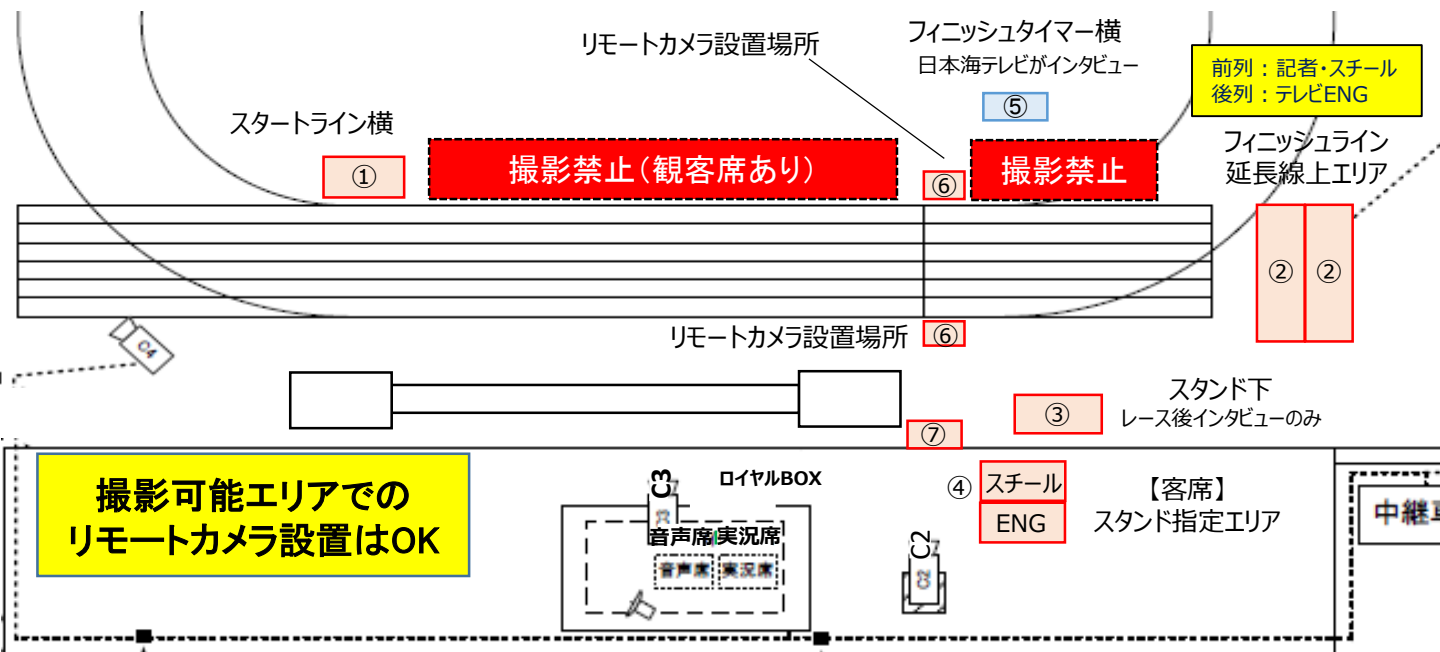 リモートカメラ設置場所
フィニッシュタイマー横
日本海テレビがインタビュー
⑤
前列：記者・スチール
後列：テレビENG
スタートライン横
①
撮影禁止（観客席あり）
⑥
撮影禁止
フィニッシュライン
延長線上エリア
② ②
リモートカメラ設置場所 ⑥
C4
スタンド下
③ レース後インタビューのみ
⑦
撮影可能エリアでの
リモートカメラ設置はOK
C3
ロイヤルBOX
音声席 実況席
音声席 実況席
C2
C2
④ スチール
ENG
【客席】
スタンド指定エリア